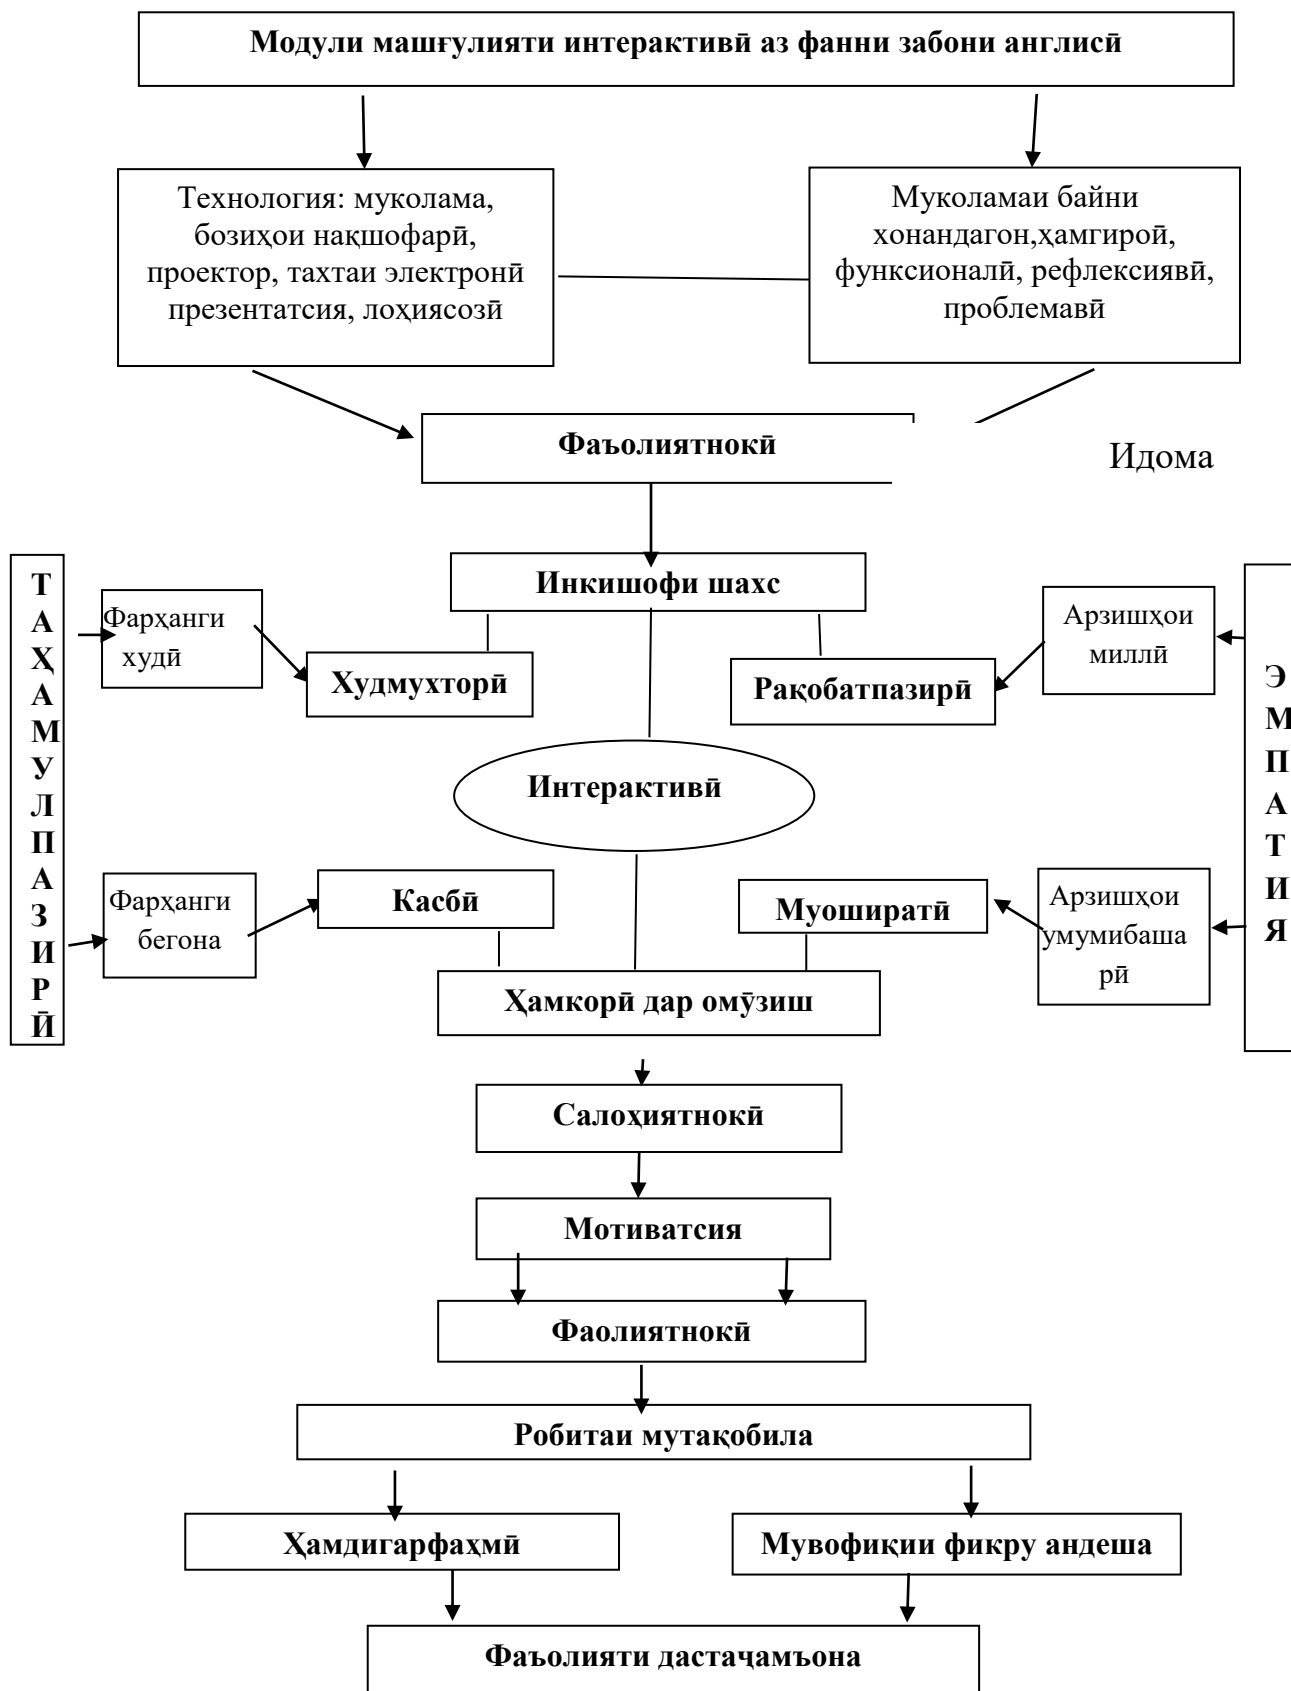 Модули машғулияти интерактивӣ аз фанни забони англисӣ
Технология: муколама,
бозиҳои нақшофарӣ,
проектор, тахтаи электронӣ
презентатсия, лоҳиясозӣ
Муколамаи байни
хонандагон,ҳамгироӣ,
функсионалӣ, рефлексиявӣ,
проблемавӣ
Фаъолиятнокӣ
Идома
Инкишофи шахс
ТАҲАМУЛПАЗИРӢ
Фарҳанги
худӣ
Худмухторӣ
Рақобатпазирӣ
Арзишҳои
миллӣ
ЭМПАТИЯ
Интерактивӣ
Фарҳанги
бегона
Касбӣ
Муоширатӣ
Арзишҳои
умумибаша
рӣ
Ҳамкорӣ дар омӯзиш
Салоҳиятнокӣ
Мотиватсия
Фаолиятнокӣ
Робитаи мутақобила
Ҳамдигарфаҳмӣ
Мувофиқии фикру андеша
Фаъолияти дастаҷамъона